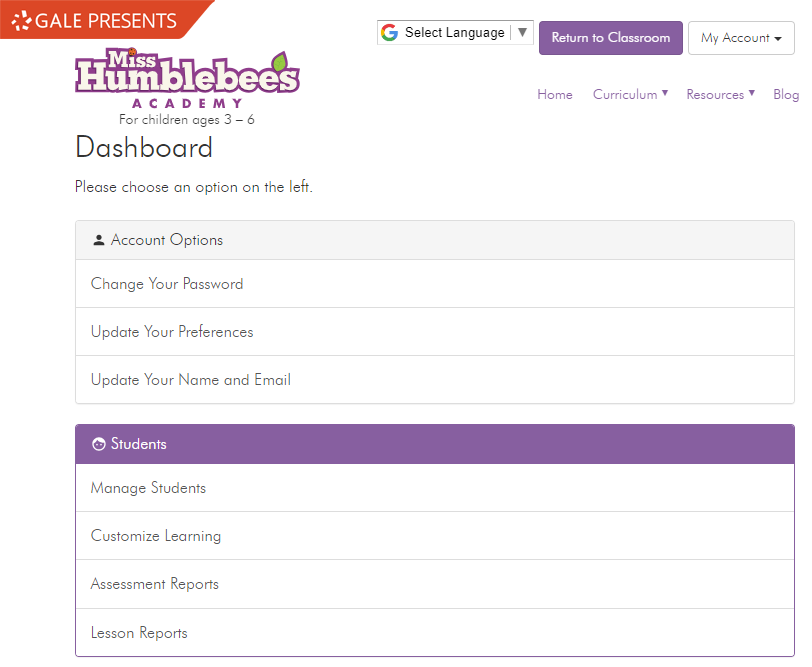 GALE PRESENTS
Select Language ▼
Return to Classroom
My Account
Miss
Humblebee's
ACADEMY
For children ages 3 – 6
Home
Curriculum ▼
Resources ▼
Blog
Dashboard
Please choose an option on the left.
Account Options
Change Your Password
Update Your Preferences
Update Your Name and Email
Students
Manage Students
Customize Learning
Assessment Reports
Lesson Reports